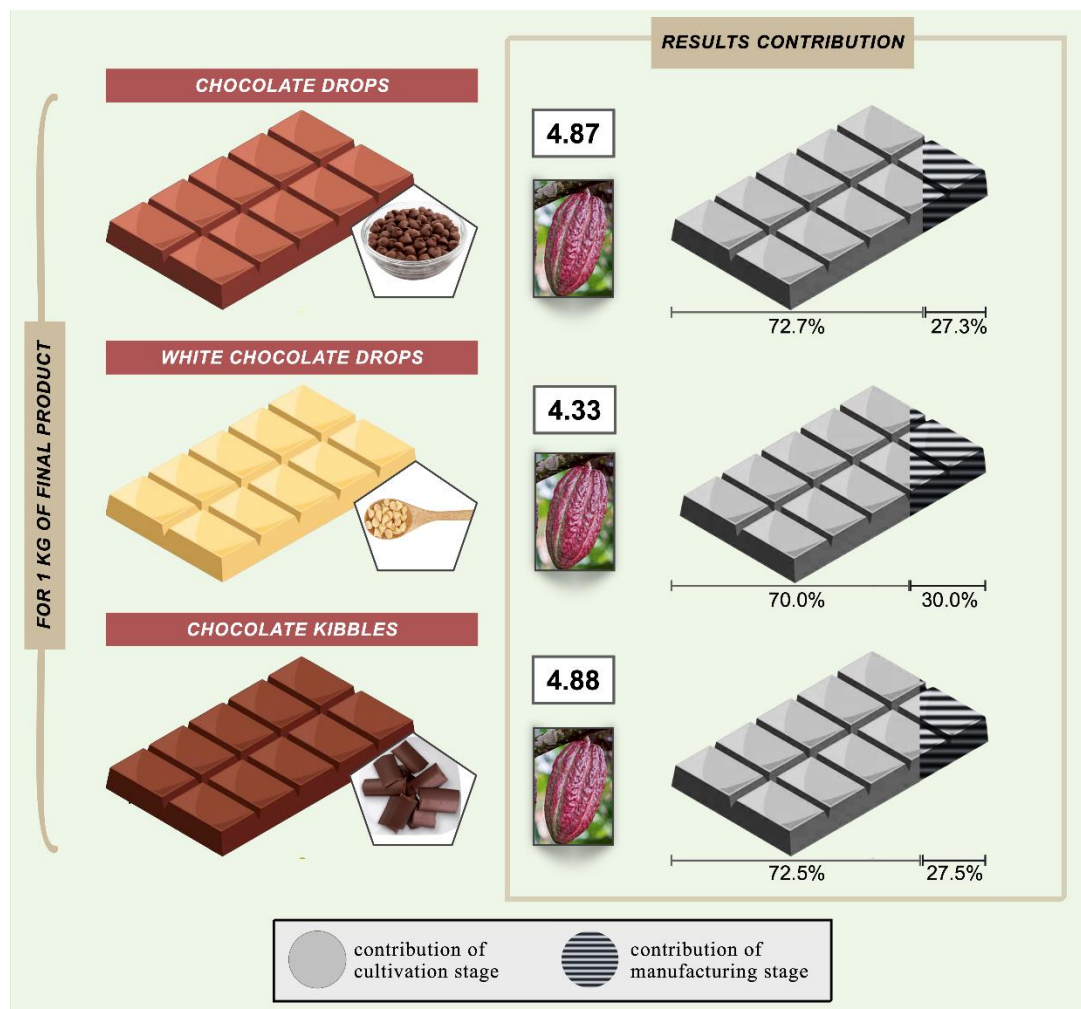 RESULTS CONTRIBUTION
FOR 1 KG OF FINAL PRODUCT
CHOCOLATE DROPS
4.87
72.7%
27.3%
WHITE CHOCOLATE DROPS
4.33
70.0%
30.0%
CHOCOLATE KIBBLES
4.88
72.5%
27.5%
contribution of
cultivation stage
contribution of
manufacturing stage